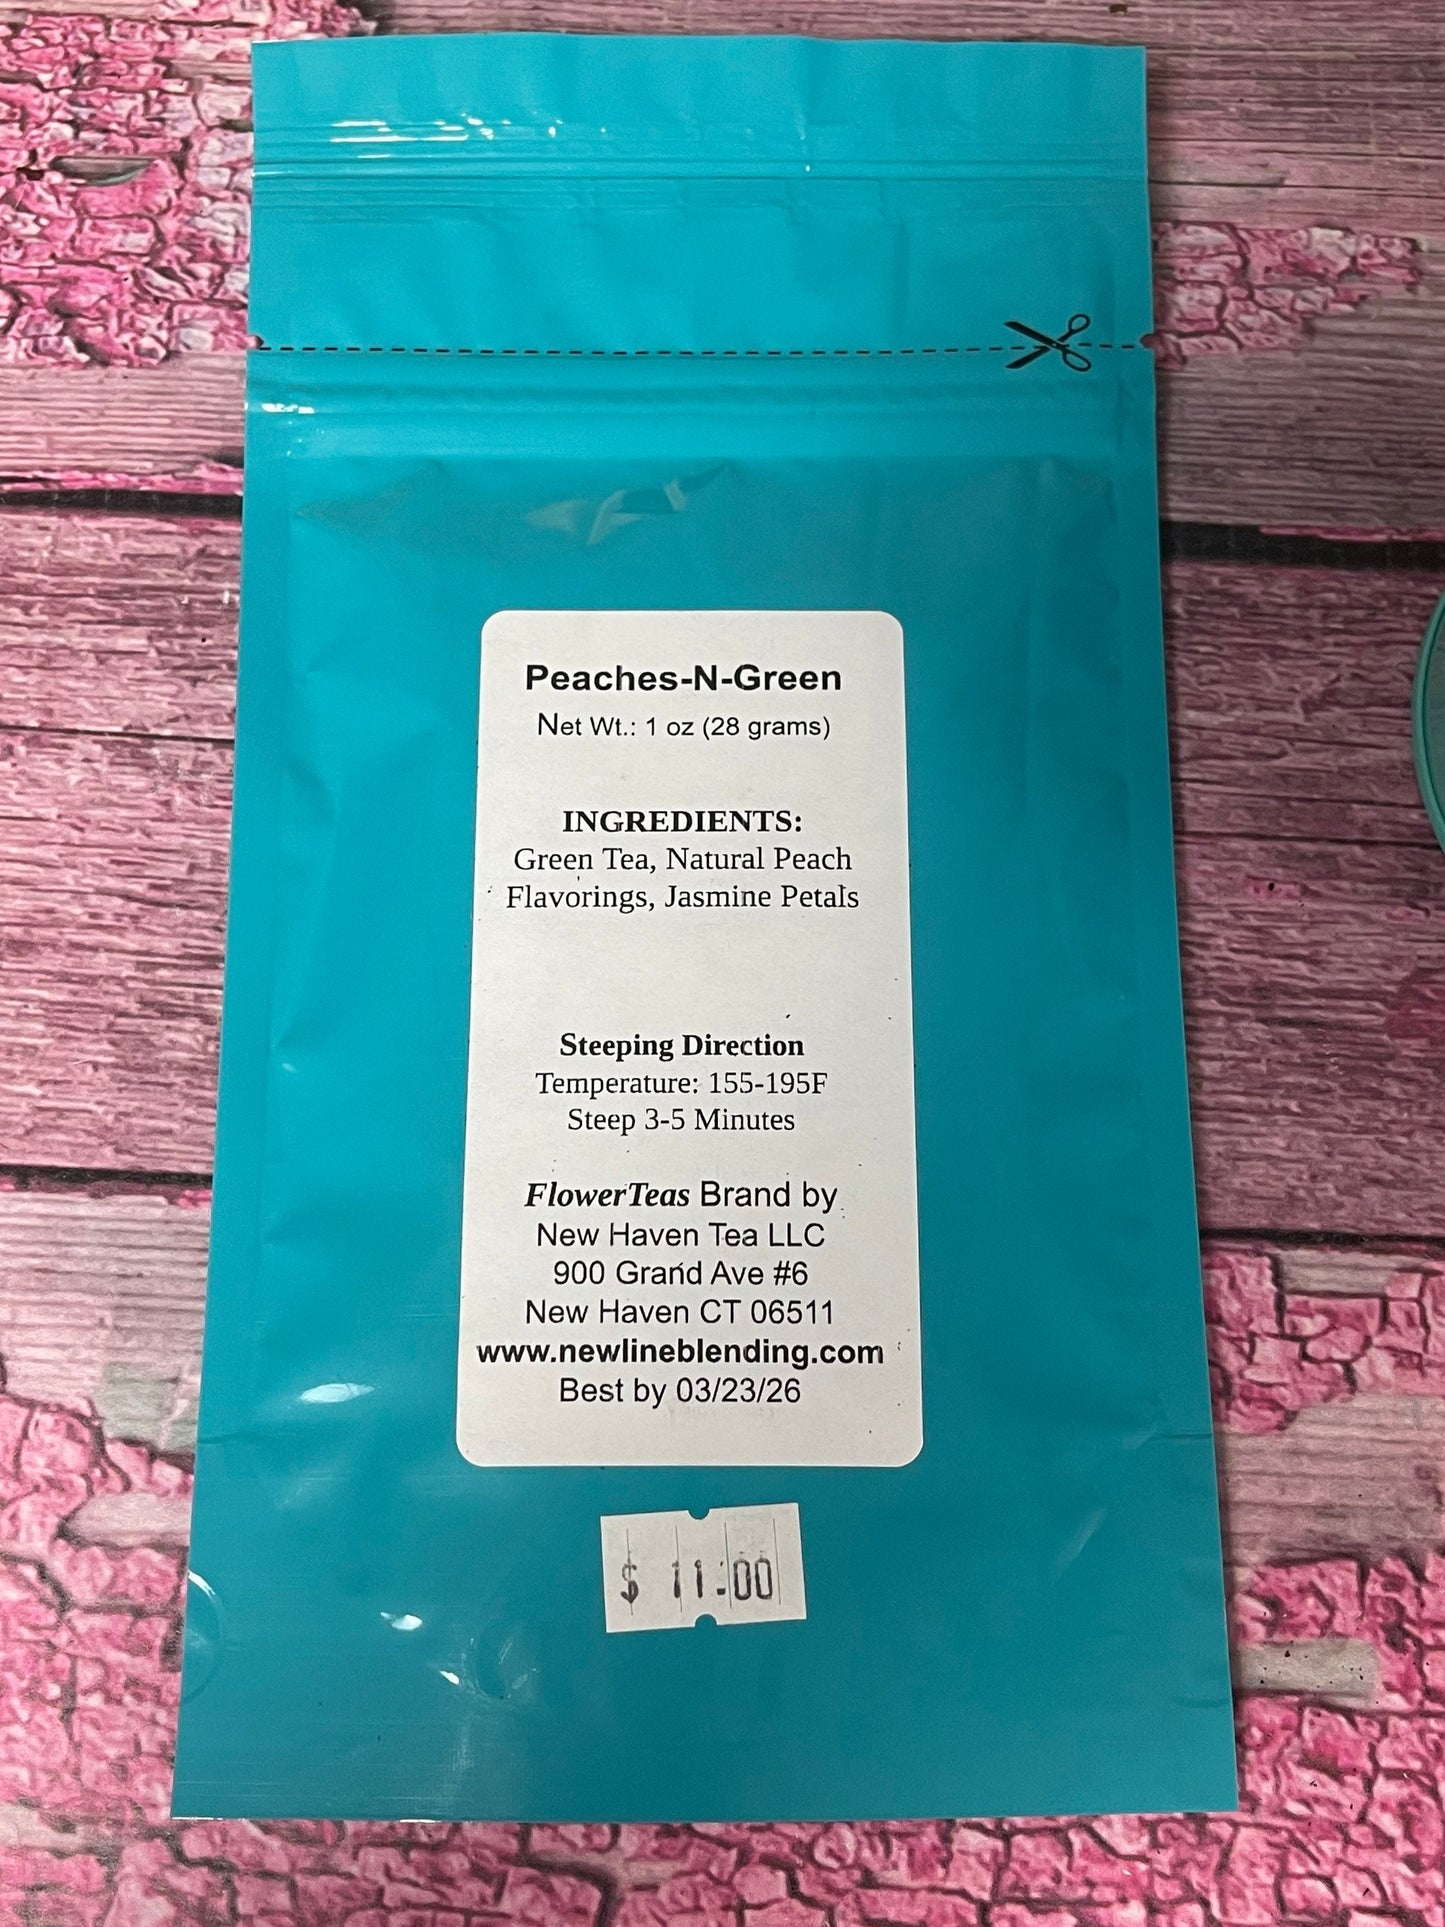 Peaches-N-Green
Net Wt.: 1 oz (28 grams)
INGREDIENTS:
Green Tea, Natural Peach
Flavorings, Jasmine Petals
Steeping Direction
Temperature: 155-195F
Steep 3-5 Minutes
FlowerTeas Brand by
New Haven Tea LLC
900 Grand Ave #6
New Haven CT 06511
www.newlineblending.com
Best by 03/23/26
$ 11.00